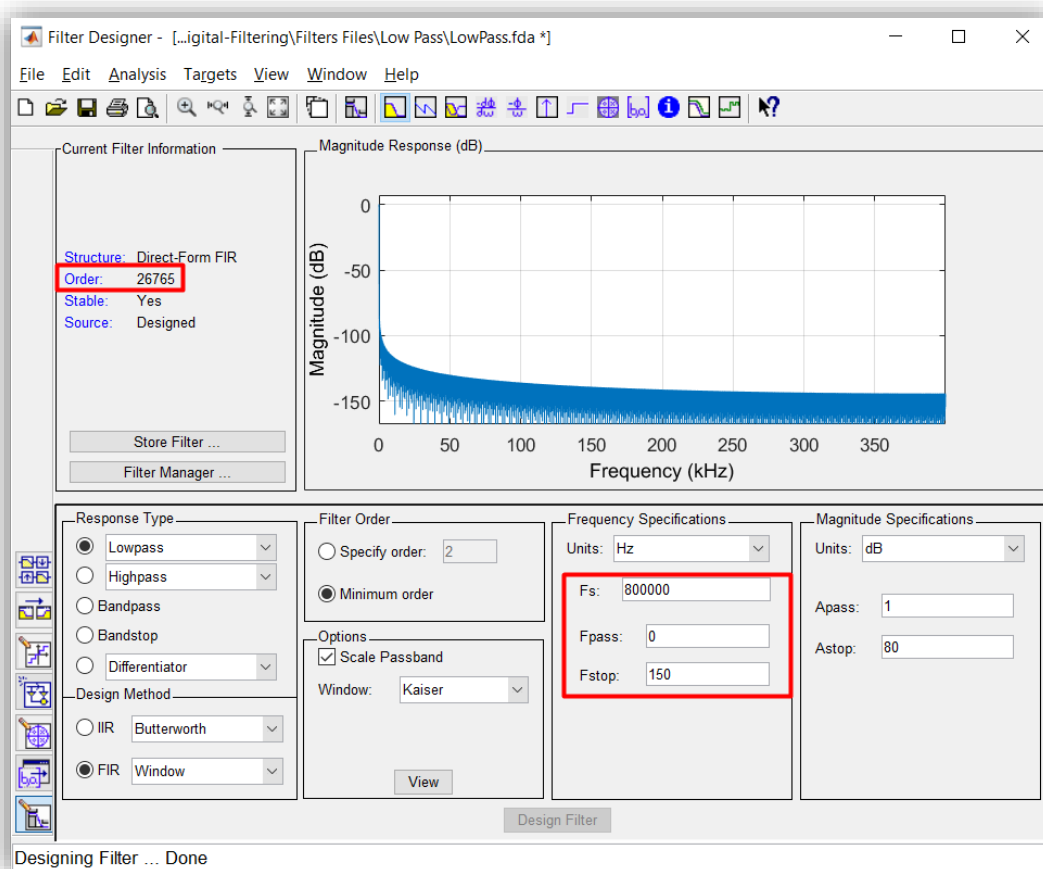 Filter Designer - [...igital-Filtering\Filters Files\Low Pass\LowPass.fda *]
File Edit Analysis Targets View Window Help
Current Filter Information
Structure: Direct-Form FIR
Order: 26765
Stable: Yes
Source: Designed
Store Filter ...
Filter Manager ...
Magnitude Response (dB)
Magnitude (dB)
0
-50
-100
-150
0 50 100 150 200 250 300 350
Frequency (kHz)
Response Type
Lowpass
Highpass
Bandpass
Bandstop
Differentiator
Design Method
IIR Butterworth
FIR Window
Filter Order
Specify order: 2
Minimum order
Options
Scale Passband
Window: Kaiser
View
Frequency Specifications
Units: Hz
Fs: 800000
Fpass: 0
Fstop: 150
Magnitude Specifications
Units: dB
Apass: 1
Astop: 80
Design Filter
Designing Filter ... Done